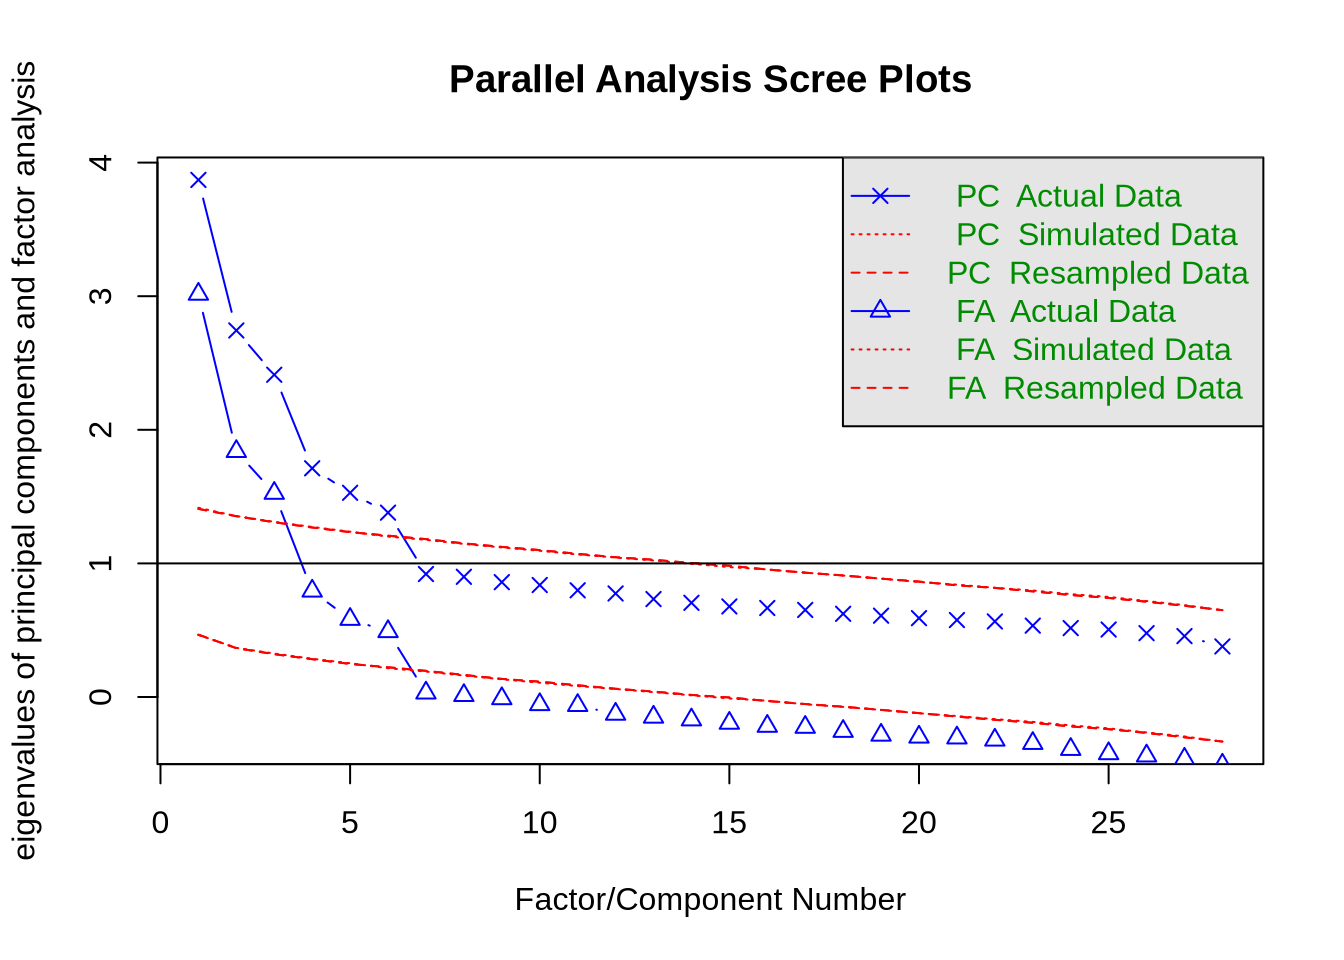 Parallel Analysis Scree Plots
eigenvalues of principal components and factor analysis
4
3
2
1
0
PC Actual Data
PC Simulated Data
PC Resampled Data
FA Actual Data
FA Simulated Data
FA Resampled Data
0 5 10 15 20 25
Factor/Component Number